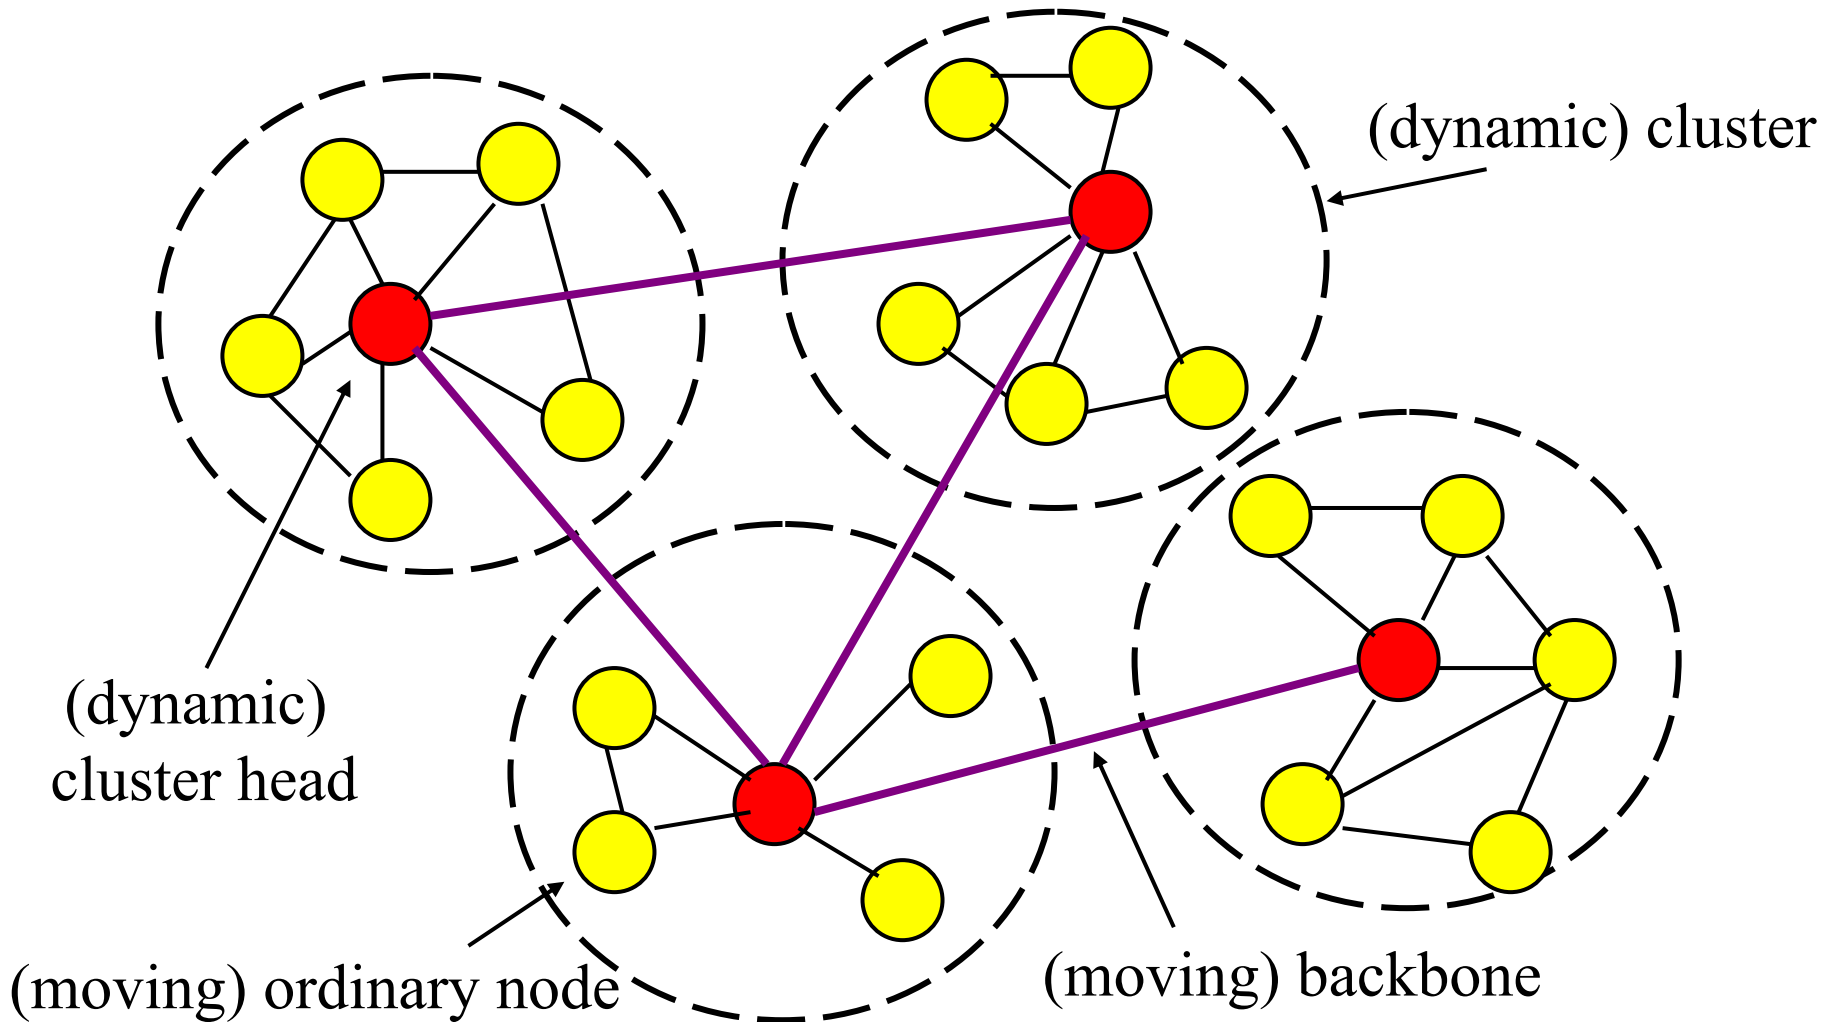 (dynamic) cluster
(dynamic)
cluster head
(moving) ordinary node
(moving) backbone